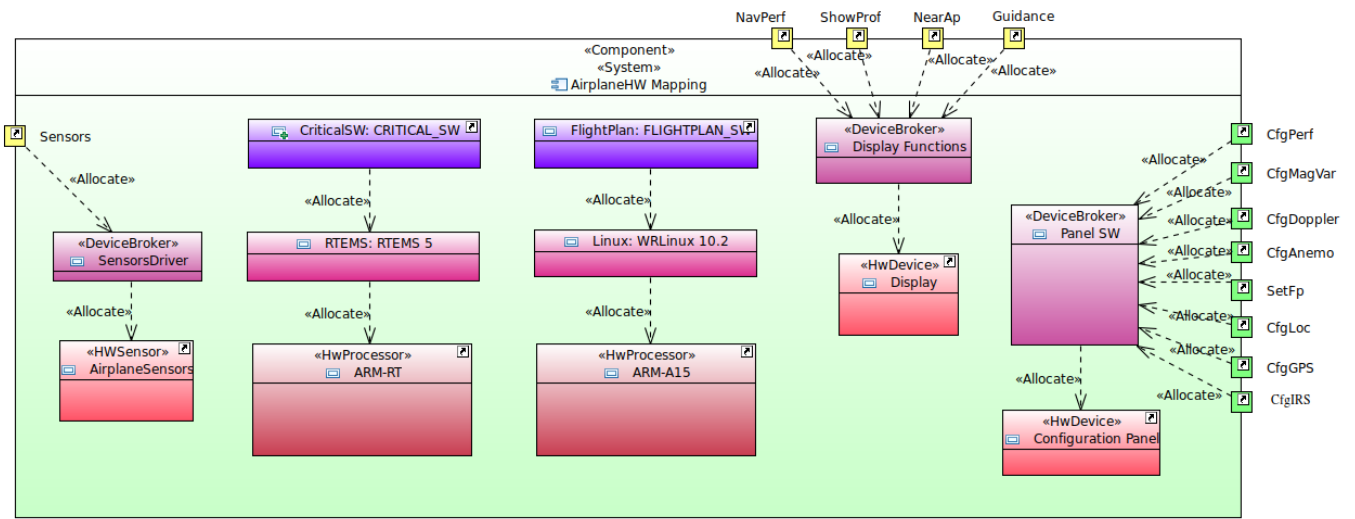 NavPerf
ShowProf
NearAp
Guidance
«Component»
«System»
AirplaneHW Mapping
«Allocate»
«Allocate»
«Allocate»
«Allocate»
Sensors
«Allocate»
CriticalSW: CRITICAL_SW
FlightPlan: FLIGHTPLAN_SW
«DeviceBroker»
Display Functions
«Allocate»
«Allocate»
«Allocate»
«DeviceBroker»
SensorsDriver
RTEMS: RTEMS 5
Linux: WRLinux 10.2
«HwDevice»
Display
«Allocate»
«Allocate»
«Allocate»
«HWSensor»
AirplaneSensors
«HwProcessor»
ARM-RT
«HwProcessor»
ARM-A15
«DeviceBroker»
Panel SW
«Allocate»
«HwDevice»
Configuration Panel
«Allocate»
CfgPerf
«Allocate»
CfgMagVar
«Allocate»
CfgDoppler
«Allocate»
CfgAnemo
«Allocate»
SetFp
«Allocate»
CfgLoc
«Allocate»
CfgGPS
«Allocate»
CfgIRS